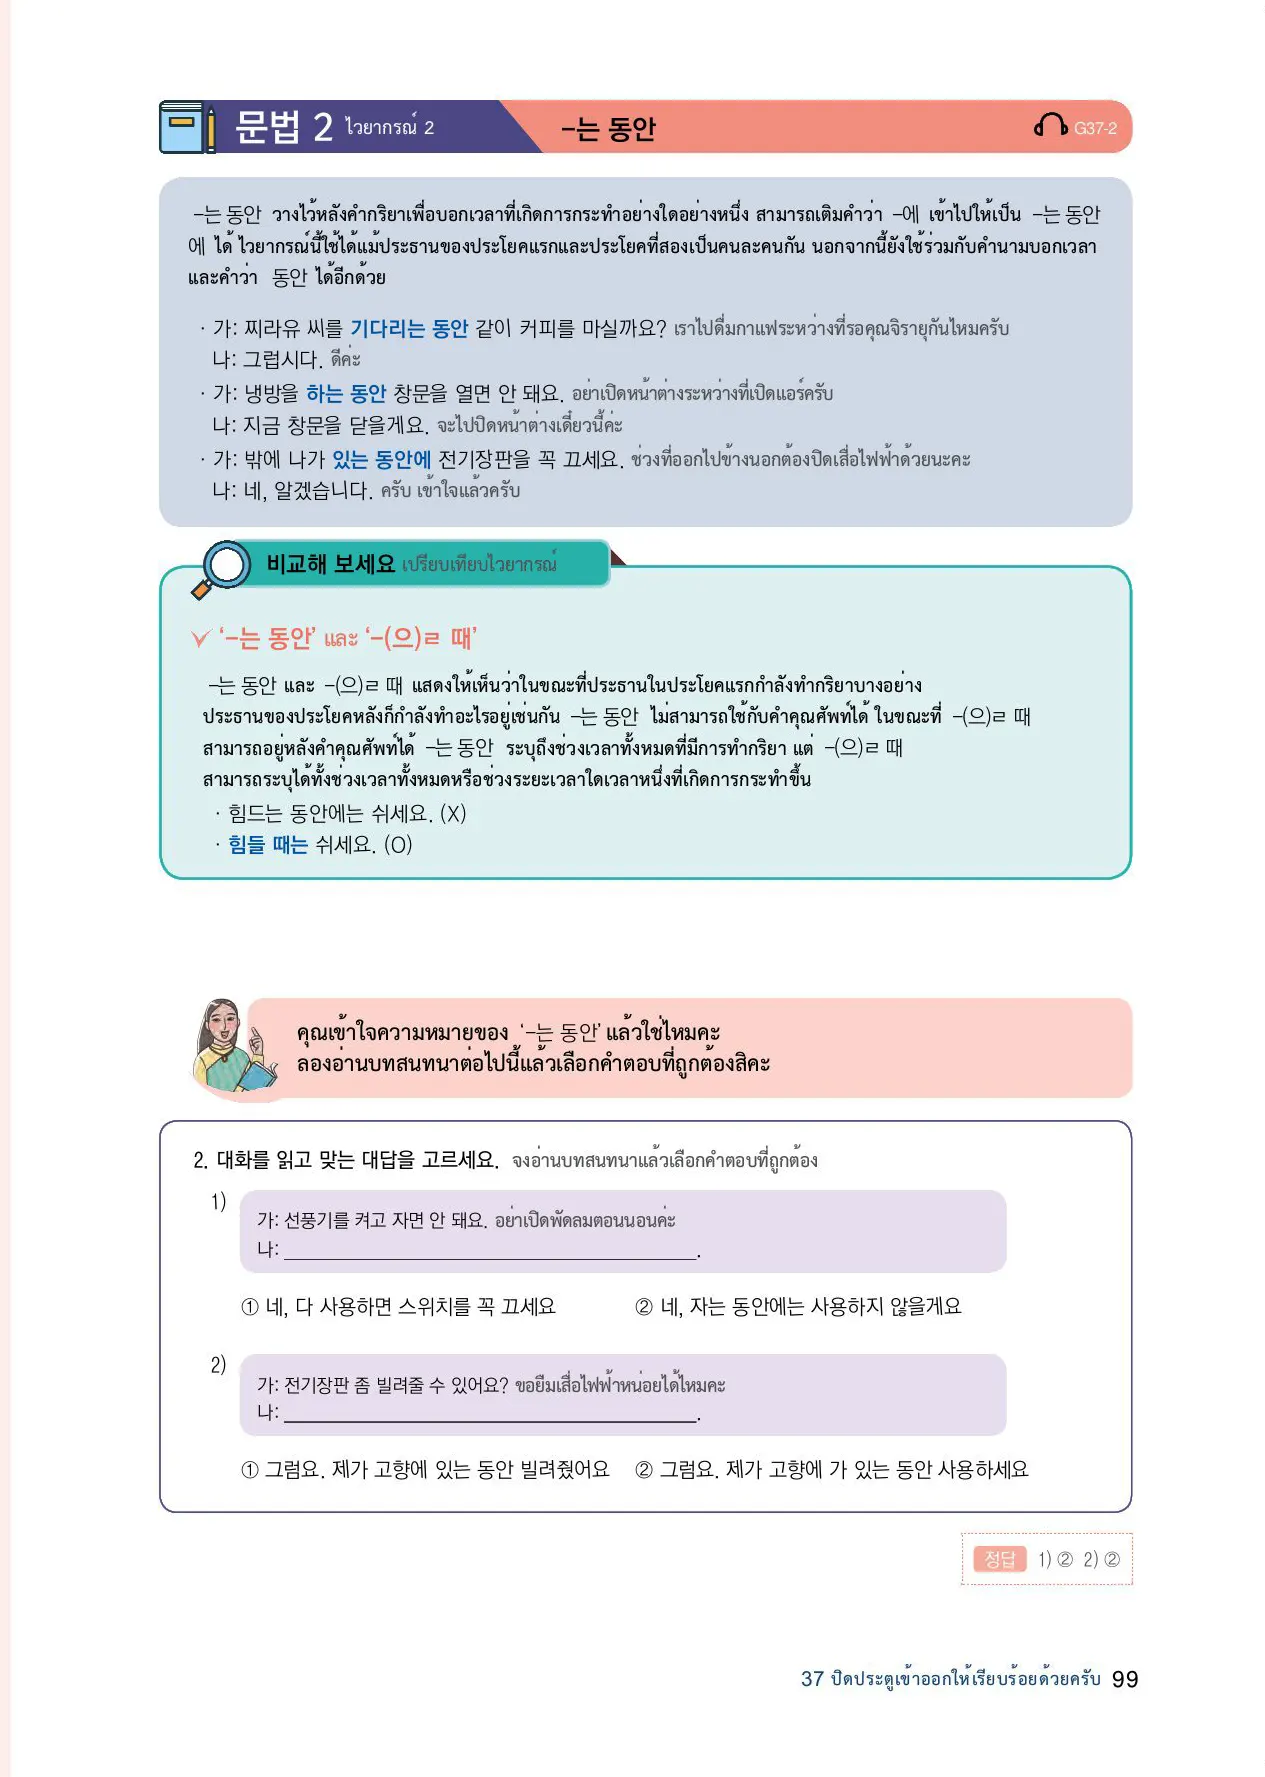 문법 2 ไวยากรณ์ 2 -는 동안 G37-2
-는 동안 วางไว้หลังคำกริยาเพื่อบอกเวลาที่เกิดการกระทำอย่างใดอย่างหนึ่ง สามารถเติมคำว่า -에 เข้าไปให้เป็น -는 동안
에 ได้ ไวยากรณ์นี้ใช้ได้แม้ประธานของประโยคแรกและประโยคที่สองเป็นคนละคนกัน นอกจากนี้ยังใช้ร่วมกับคำนามบอกเวลา
และคำว่า 동안 ได้อีกด้วย
· 가: 찌라유 씨를 기다리는 동안 같이 커피를 마실까요? เราไปดื่มกาแฟระหว่างที่รอคุณจิรายุกันไหมครับ
나: 그럽시다. ดีค่ะ
· 가: 냉방을 하는 동안 창문을 열면 안 돼요. อย่าเปิดหน้าต่างระหว่างที่เปิดแอร์ครับ
나: 지금 창문을 닫을게요. จะไปปิดหน้าต่างเดี๋ยวนี้ค่ะ
· 가: 밖에 나가 있는 동안에 전기장판을 꼭 끄세요. ช่วงที่ออกไปข้างนอกต้องปิดเสื่อไฟฟ้าด้วยนะคะ
나: 네, 알겠습니다. ครับ เข้าใจแล้วครับ
비교해 보세요 เปรียบเทียบไวยากรณ์
'-는 동안' และ '-(으)ㄹ 때'
-는 동안 และ -(으)ㄹ 때 แสดงให้เห็นว่าในขณะที่ประธานในประโยคแรกกำลังทำกริยาบางอย่าง
ประธานของประโยคหลังก็กำลังทำอะไรอยู่เช่นกัน -는 동안 ไม่สามารถใช้กับคำคุณศัพท์ได้ ในขณะที่ -(으)ㄹ 때
สามารถอยู่หลังคำคุณศัพท์ได้ -는 동안 ระบุถึงช่วงเวลาทั้งหมดที่มีการทำกริยา แต่ -(으)ㄹ 때
สามารถระบุได้ทั้งช่วงเวลาทั้งหมดหรือช่วงระยะเวลาใดเวลาหนึ่งที่เกิดการกระทำขึ้น
· 힘드는 동안에는 쉬세요. (X)
· 힘들 때는 쉬세요. (O)
คุณเข้าใจความหมายของ '-는 동안' แล้วใช่ไหมคะ
ลองอ่านบทสนทนาต่อไปนี้แล้วเลือกคำตอบที่ถูกต้องสิคะ
2. 대화를 읽고 맞는 대답을 고르세요. จงอ่านบทสนทนาแล้วเลือกคำตอบที่ถูกต้อง
1)
가: 선풍기를 켜고 자면 안 돼요. อย่าเปิดพัดลมตอนนอนค่ะ
나: ________________________________________.
① 네, 다 사용하면 스위치를 꼭 끄세요 ② 네, 자는 동안에는 사용하지 않을게요
2)
가: 전기장판 좀 빌려줄 수 있어요? ขอยืมเสื่อไฟฟ้าหน่อยได้ไหมคะ
나: ________________________________________.
① 그럼요. 제가 고향에 있는 동안 빌려줬어요 ② 그럼요. 제가 고향에 가 있는 동안 사용하세요
정답 1) ② 2) ②
37 ปิดประตูเข้าออกให้เรียบร้อยด้วยครับ 99